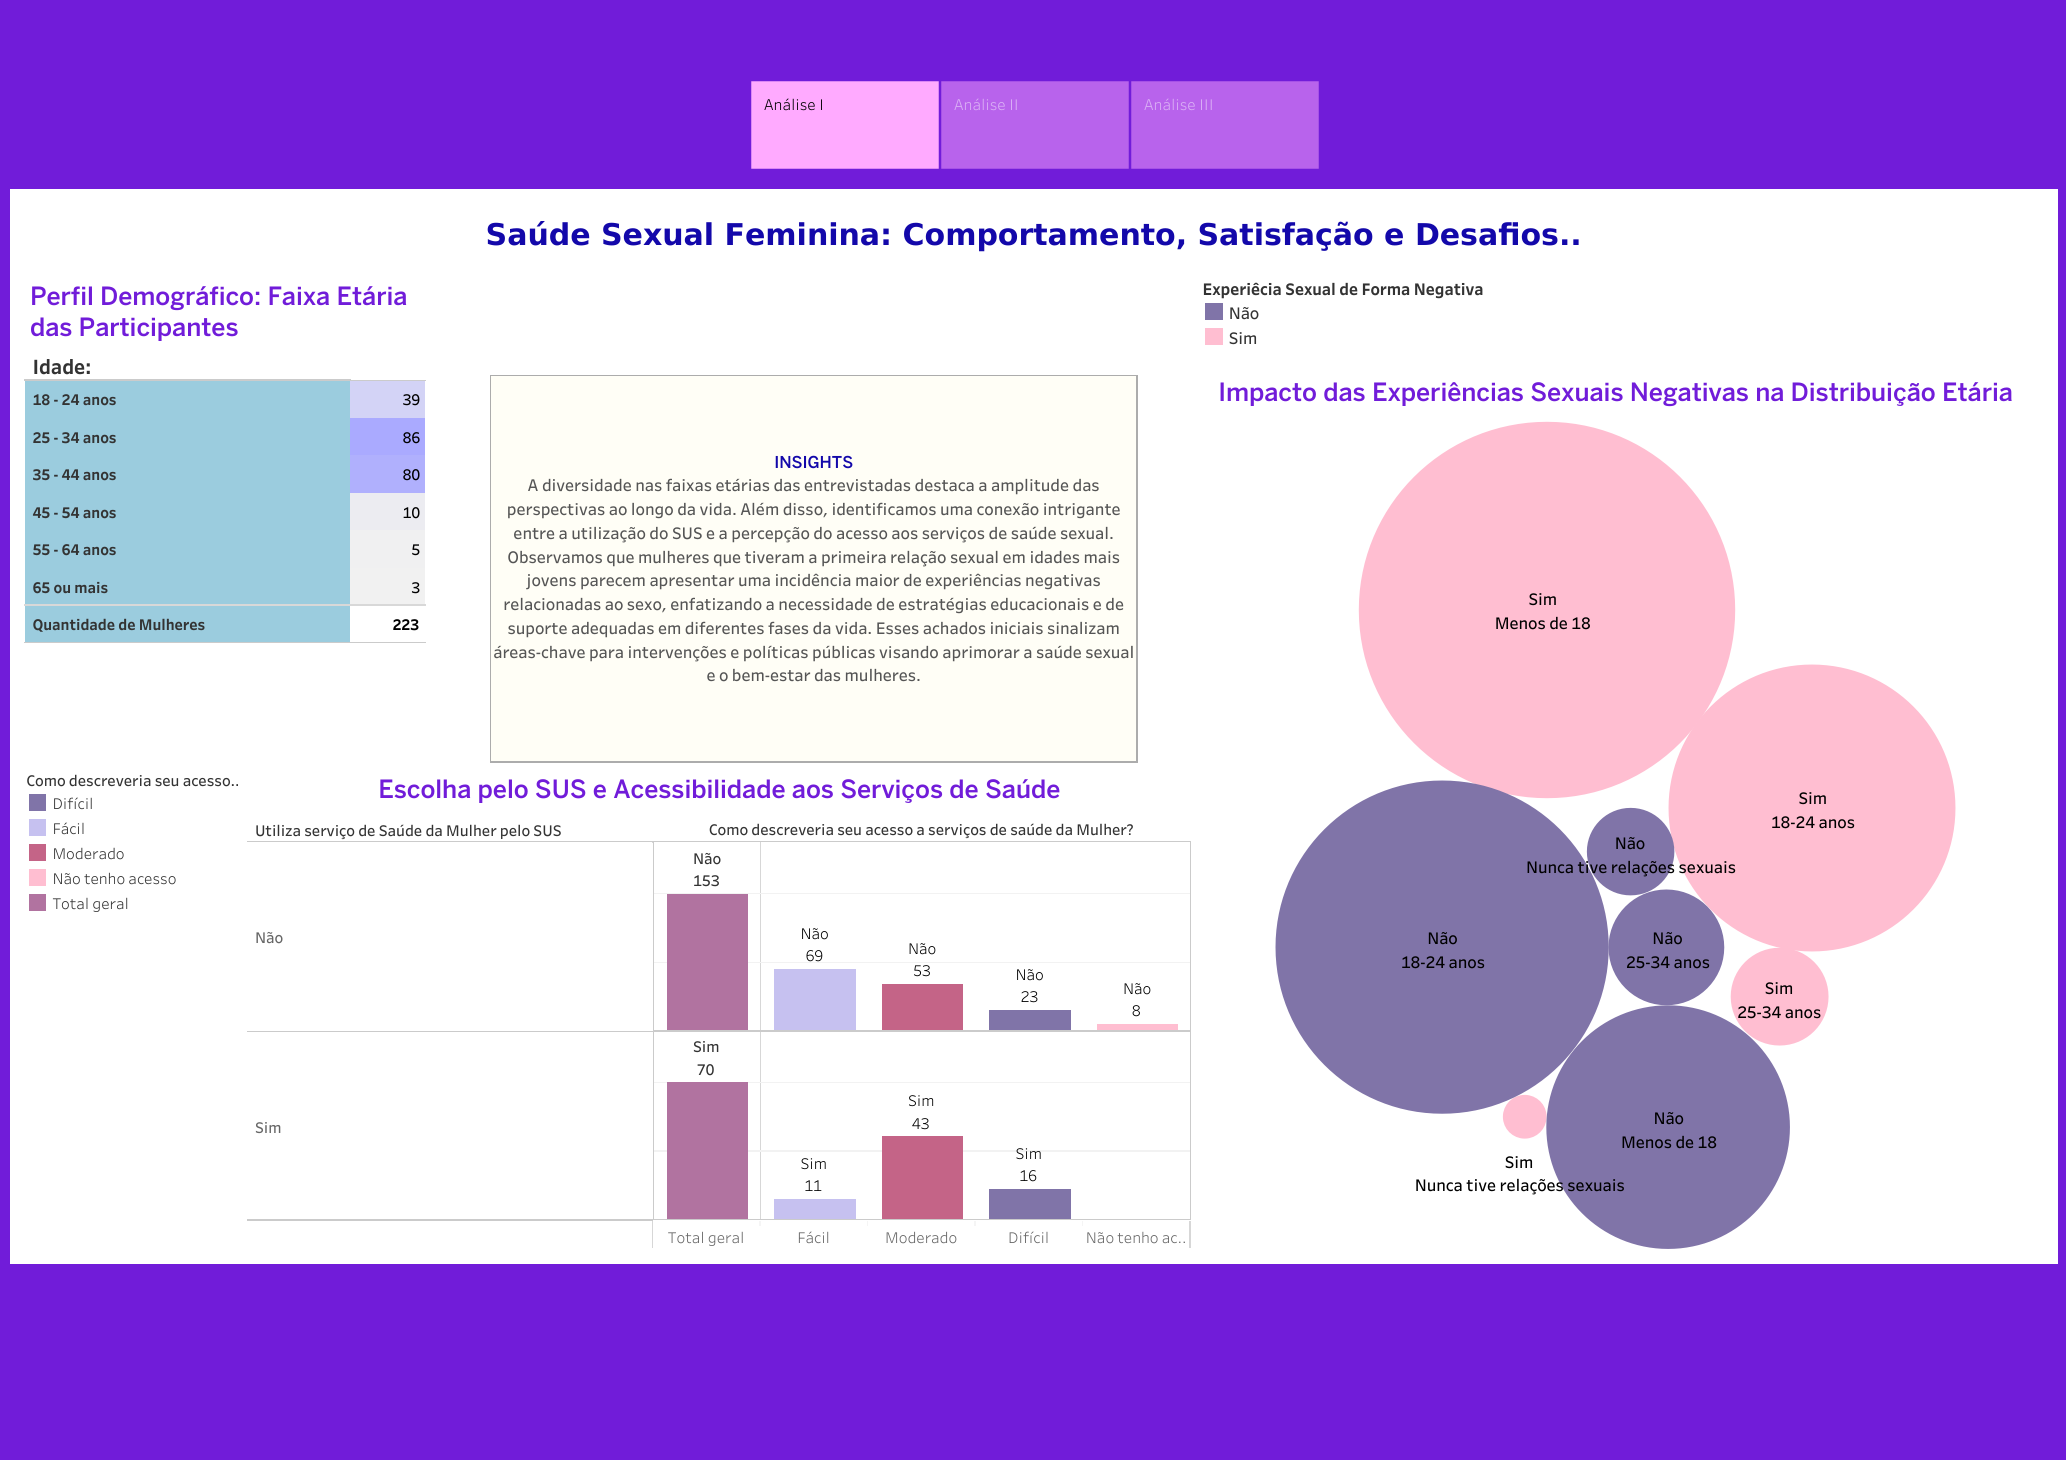 Análise I
Análise II
Análise III
Saúde Sexual Feminina: Comportamento, Satisfação e Desafios..
Perfil Demográfico: Faixa Etária
das Participantes
Idade:
18 - 24 anos 39
25 - 34 anos 86
35 - 44 anos 80
45 - 54 anos 10
55 - 64 anos 5
65 ou mais 3
Quantidade de Mulheres 223
INSIGHTS
A diversidade nas faixas etárias das entrevistadas destaca a amplitude das
perspectivas ao longo da vida. Além disso, identificamos uma conexão intrigante
entre a utilização do SUS e a percepção do acesso aos serviços de saúde sexual.
Observamos que mulheres que tiveram a primeira relação sexual em idades mais
jovens parecem apresentar uma incidência maior de experiências negativas
relacionadas ao sexo, enfatizando a necessidade de estratégias educacionais e de
suporte adequadas em diferentes fases da vida. Esses achados iniciais sinalizam
áreas-chave para intervenções e políticas públicas visando aprimorar a saúde sexual
e o bem-estar das mulheres.
Experiêcia Sexual de Forma Negativa
Não
Sim
Impacto das Experiências Sexuais Negativas na Distribuição Etária
Sim
Menos de 18
Sim
18-24 anos
Não
Nunca tive relações sexuais
Não
18-24 anos
Não
25-34 anos
Sim
25-34 anos
Não
Menos de 18
Sim
Nunca tive relações sexuais
Como descreveria seu acesso..
Difícil
Fácil
Moderado
Não tenho acesso
Total geral
Escolha pelo SUS e Acessibilidade aos Serviços de Saúde
Utiliza serviço de Saúde da Mulher pelo SUS
Como descreveria seu acesso a serviços de saúde da Mulher?
Não
Não
153
Não
69
Não
53
Não
23
Não
8
Sim
Sim
70
Sim
11
Sim
43
Sim
16
Total geral
Fácil
Moderado
Difícil
Não tenho ac..